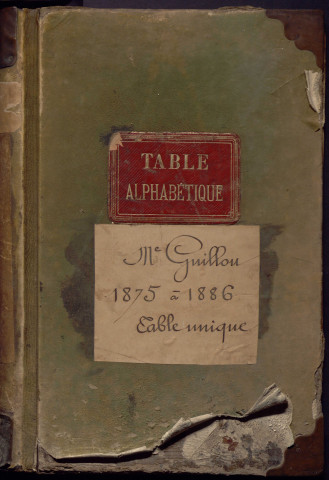 TABLE
ALPHABÉTIQUE
Me Guillou
1875 à 1886
Table unique